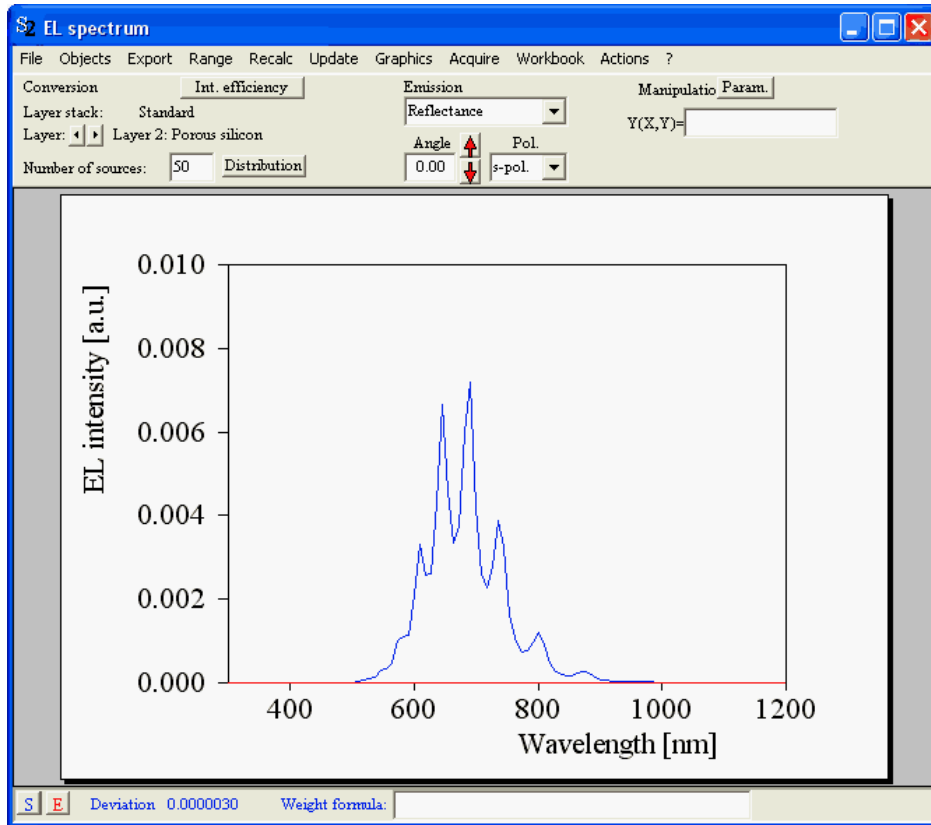 S2 EL spectrum
File Objects Export Range Recalc Update Graphics Acquire Workbook Actions ?
Conversion Int. efficiency Emission Manipulatio Param.
Layer stack: Standard Reflectance Y(X,Y)=
Layer: Layer 2: Porous silicon Angle Pol.
Number of sources: 50 Distribution 0.00 s-pol.
0.010
0.008
0.006
0.004
0.002
0.000
EL intensity [a.u.]
400 600 800 1000 1200
Wavelength [nm]
S E Deviation 0.0000030 Weight formula: